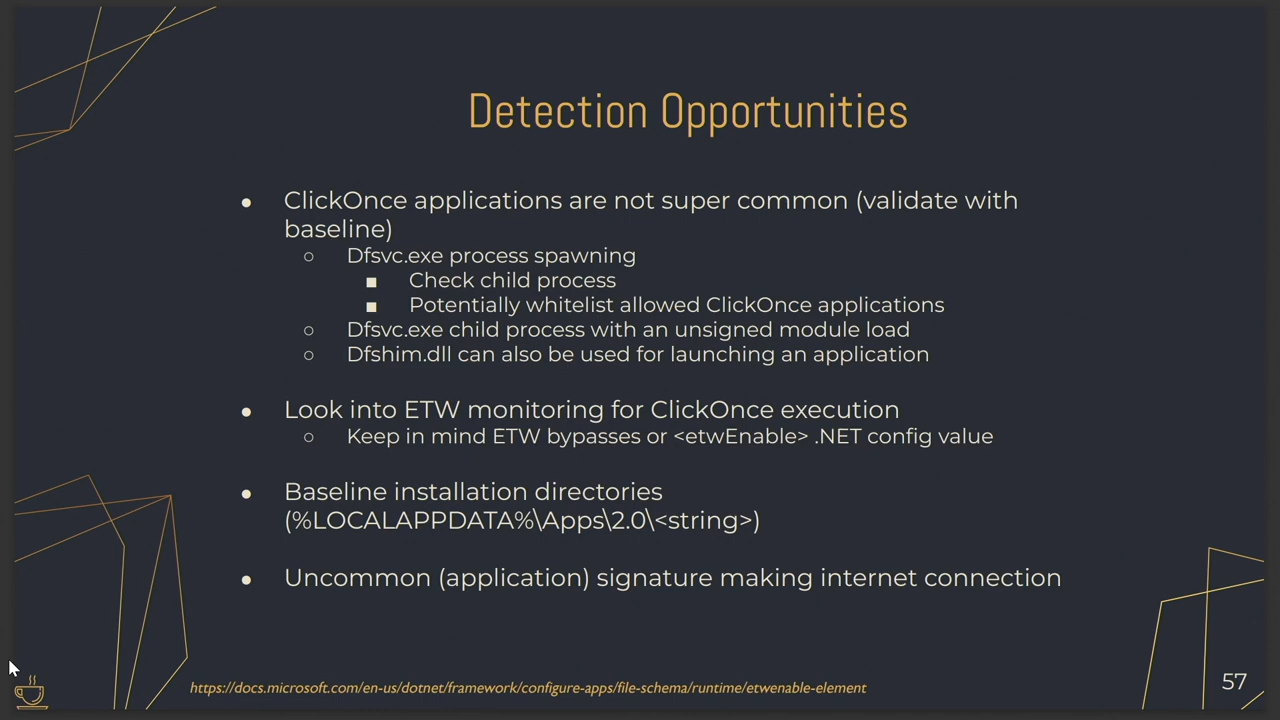 Detection Opportunities
● ClickOnce applications are not super common (validate with
baseline)
○ Dfsvc.exe process spawning
■ Check child process
■ Potentially whitelist allowed ClickOnce applications
○ Dfsvc.exe child process with an unsigned module load
○ Dfshim.dll can also be used for launching an application
● Look into ETW monitoring for ClickOnce execution
○ Keep in mind ETW bypasses or <etwEnable> .NET config value
● Baseline installation directories
(%LOCALAPPDATA%\Apps\2.0\<string>)
● Uncommon (application) signature making internet connection
https://docs.microsoft.com/en-us/dotnet/framework/configure-apps/file-schema/runtime/etwenable-element
57